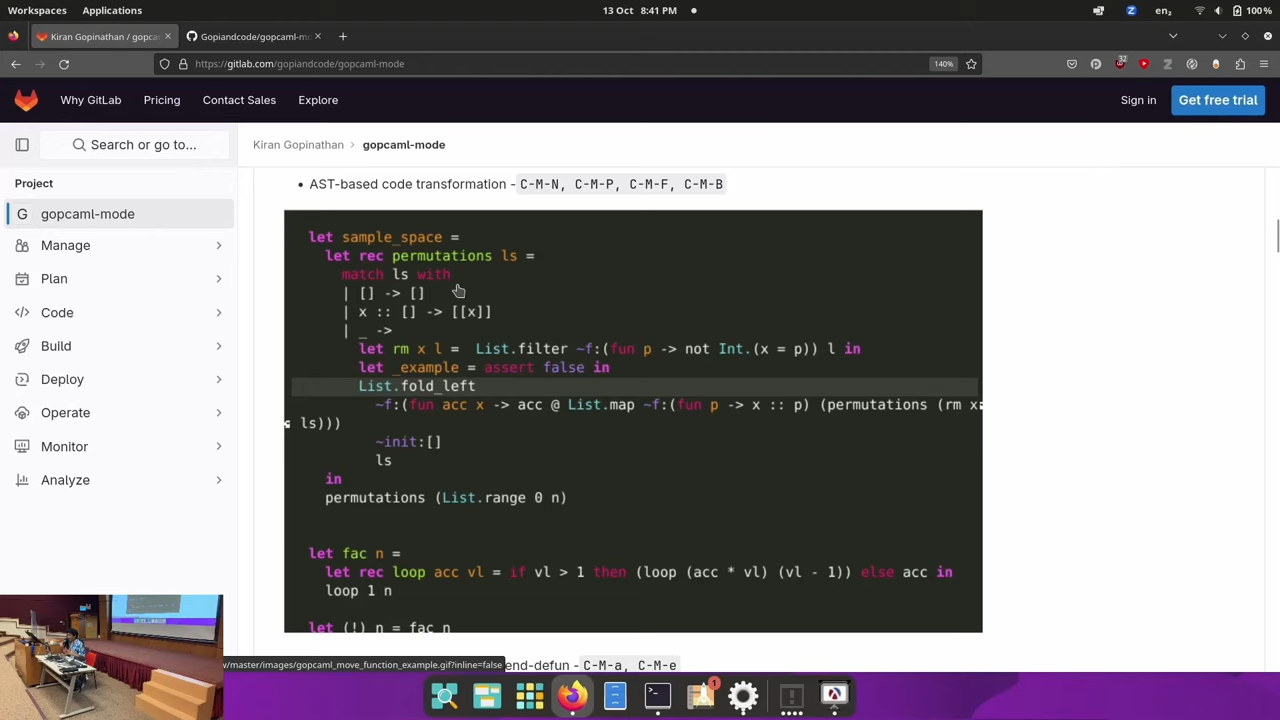 Workspaces Applications 13 Oct 8:41 PM en₂ 100 %
Kiran Gopinathan / gopca Gopiandcode/gopcaml-m
https://gitlab.com/gopiandcode/gopcaml-mode 140% 32
Why GitLab Pricing Contact Sales Explore Sign in Get free trial
Search or go to...
Kiran Gopinathan gopcaml-mode
Project
G gopcaml-mode
Manage
Plan
Code
Build
Deploy
Operate
Monitor
Analyze
• AST-based code transformation - C-M-N, C-M-P, C-M-F, C-M-B
let sample_space =
let rec permutations ls =
match ls with
| [] -> []
| x :: [] -> [[x]]
| _ ->
let rm x l =  List.filter ~f:(fun p -> not Int.(x = p)) l in
let _example = assert false in
List.fold_left
~f:(fun acc x -> acc @ List.map ~f:(fun p -> x :: p) (permutations (rm x
ls)))
~init:[]
ls
in
permutations (List.range 0 n)
let fac n =
let rec loop acc vl = if vl > 1 then (loop (acc * vl) (vl - 1)) else acc in
loop 1 n
let (!) n = fac n
w/master/images/gopcaml_move_function_example.gif?inline=false
end-defun - C-M-a, C-M-e
1